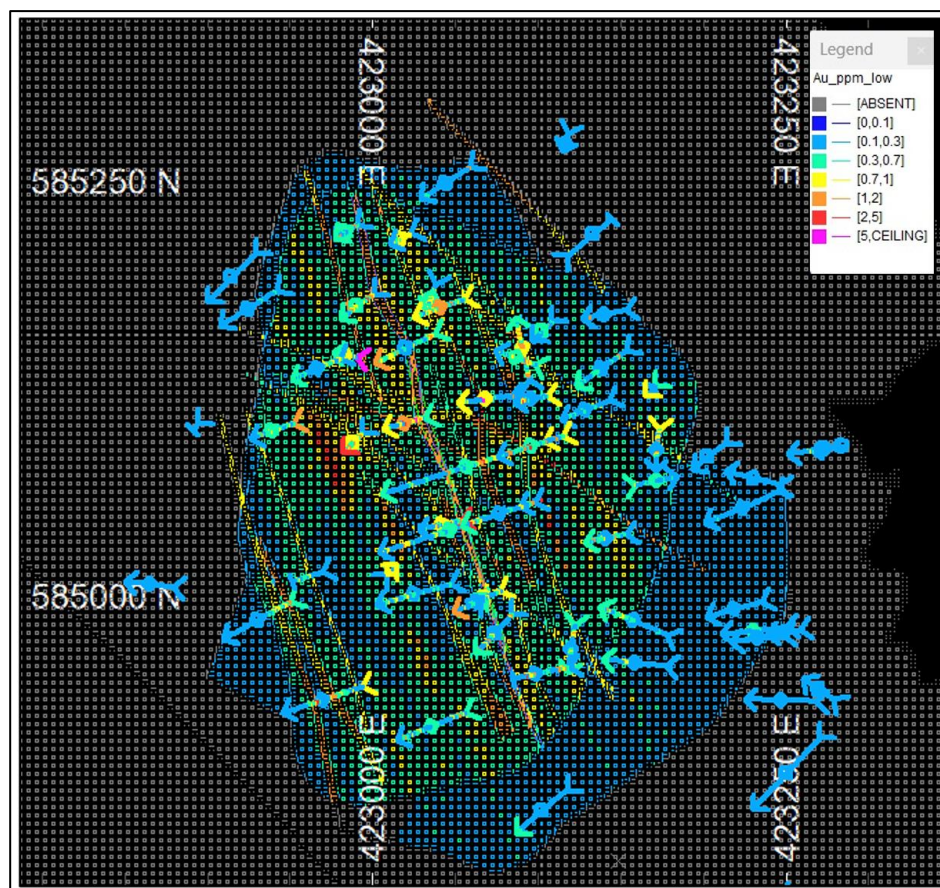 423000 E
423250 E
Legend
Au_ppm_low
[ABSENT]
[0,0.1]
[0.1,0.3]
[0.3,0.7]
[0.7,1]
[1,2]
[2,5]
[5,CEILING]
585250 N
585000 N
423000 E
423250 E